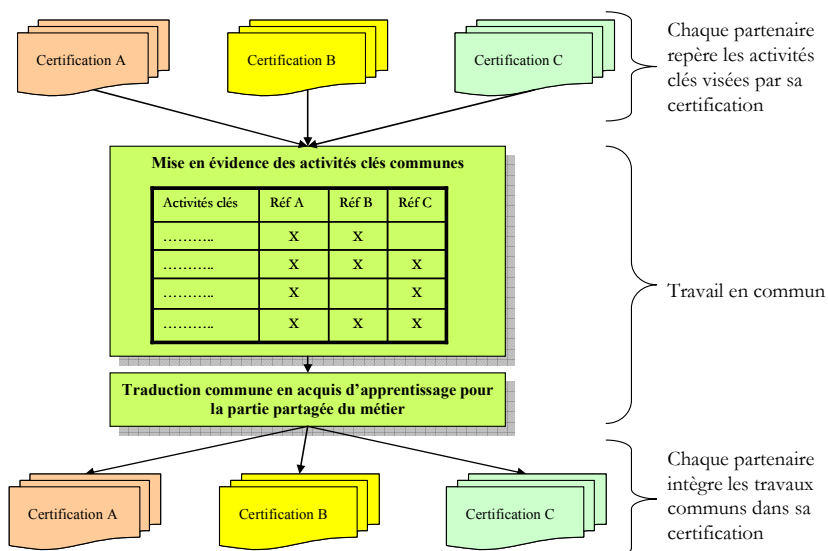 Certification A
Certification B
Certification C
Chaque partenaire
repère les activités
clés visées par sa
certification
Mise en évidence des activités clés communes
Activités clés Réf A Réf B Réf C
……….. X X
……….. X X X
……….. X X
……….. X X X
Travail en commun
Traduction commune en acquis d'apprentissage pour
la partie partagée du métier
Certification A
Certification B
Certification C
Chaque partenaire
intègre les travaux
communs dans sa
certification